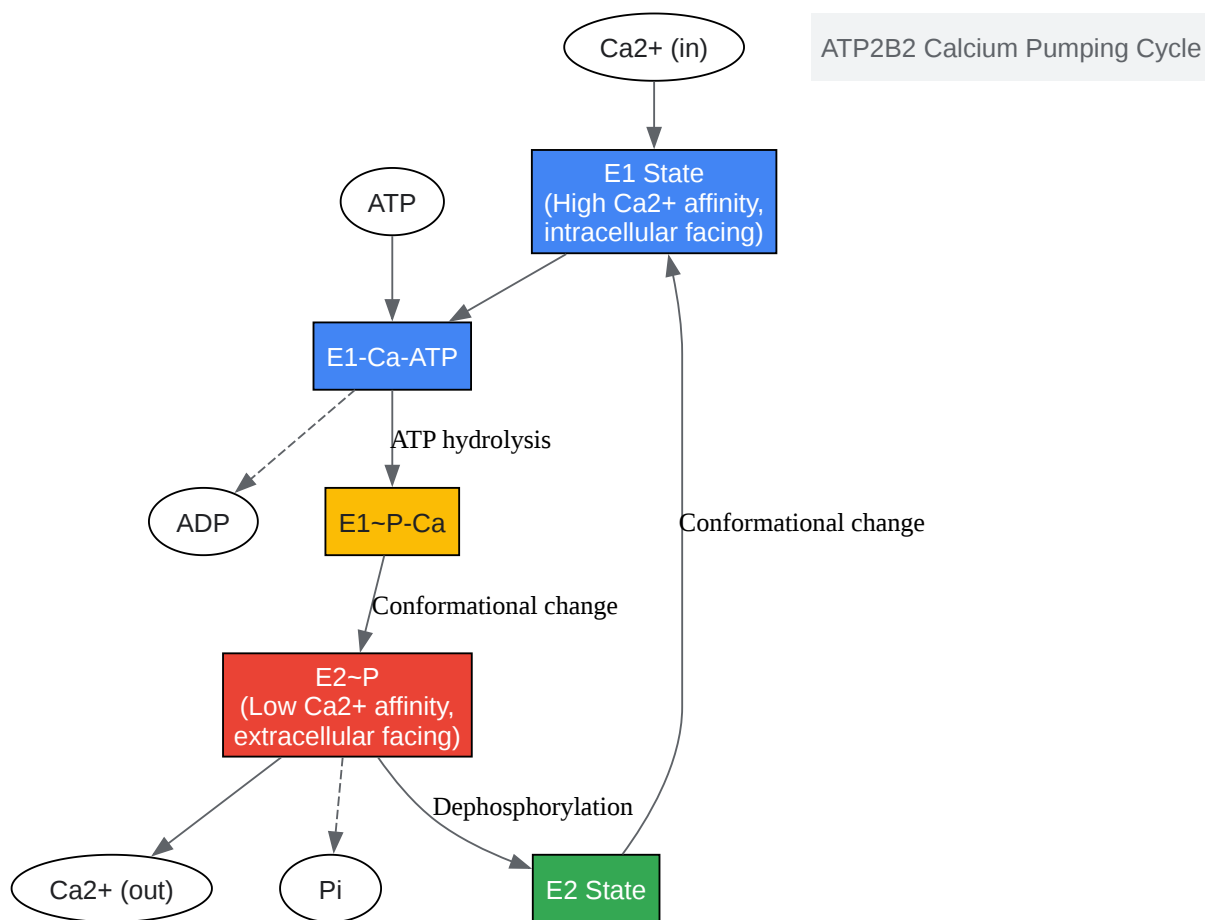 Ca2+ (in)
ATP2B2 Calcium Pumping Cycle
E1 State
(High Ca2+ affinity,
intracellular facing)
ATP
E1-Ca-ATP
ATP hydrolysis
ADP
E1~P-Ca
Conformational change
Conformational change
E2~P
(Low Ca2+ affinity,
extracellular facing)
Dephosphorylation
Ca2+ (out)
Pi
E2 State